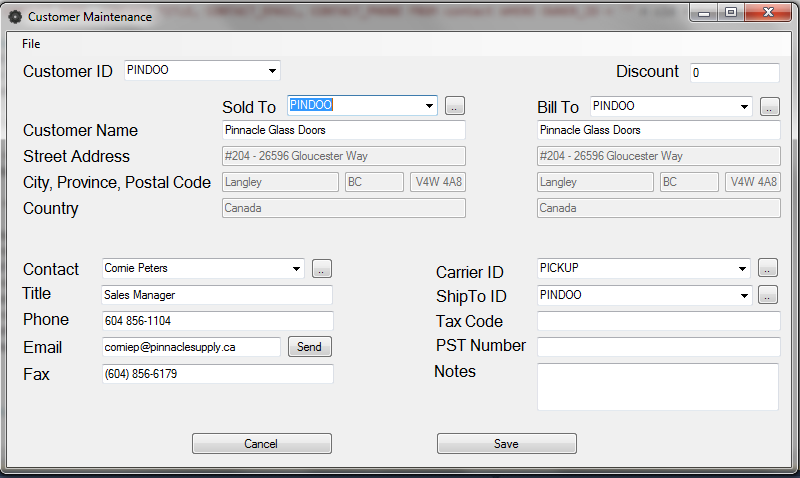 Customer Maintenance
File
Customer ID PINDOO Discount 0
Sold To PINDOO .. Bill To PINDOO ..
Customer Name Pinnacle Glass Doors Pinnacle Glass Doors
Street Address #204 - 26596 Gloucester Way #204 - 26596 Gloucester Way
City, Province, Postal Code Langley BC V4W 4A8 Langley BC V4W 4A8
Country Canada Canada
Contact Cornie Peters .. Carrier ID PICKUP ..
Title Sales Manager ShipTo ID PINDOO ..
Phone 604 856-1104 Tax Code
Email corniep@pinnaclesupply.ca Send PST Number
Fax (604) 856-6179 Notes
Cancel Save